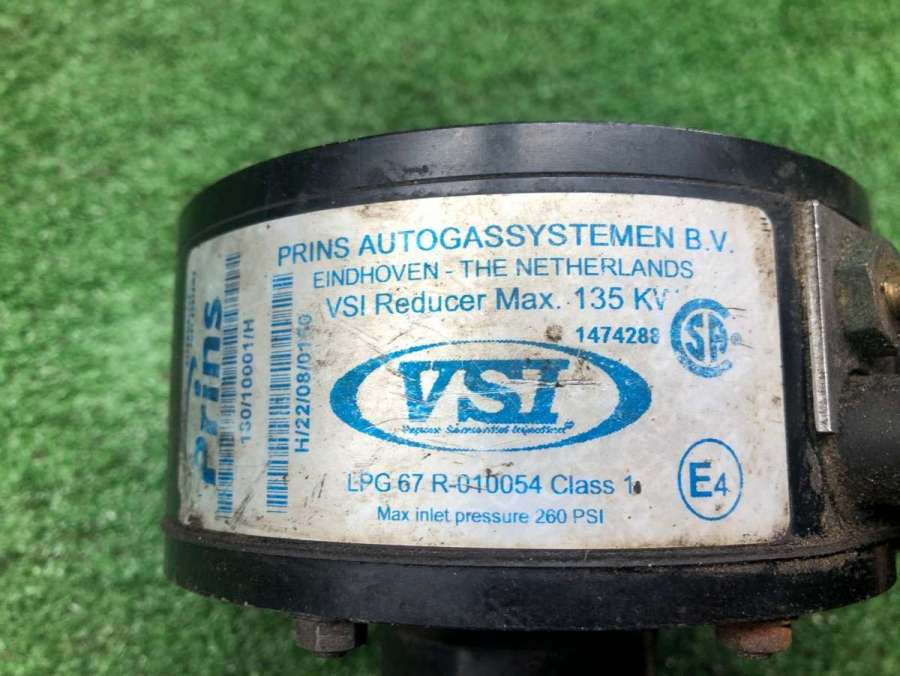 PRINS AUTOGASSYSTEMEN B.V.
EINDHOVEN - THE NETHERLANDS
VSI Reducer Max. 135
1474288
CSA®
VSI
LPG 67 R-010054 Class 1
Max inlet pressure 260 PSI
E4
Prins
130/10001/H